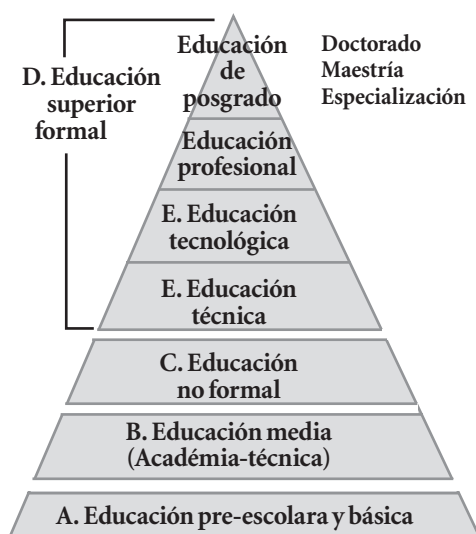 D. Educación
superior
formal
Educación
de
posgrado
Doctorado
Maestría
Especialización
Educación
profesional
E. Educación
tecnológica
E. Educación
técnica
C. Educación
no formal
B. Educación media
(Académia-técnica)
A. Educación pre-escolara y básica